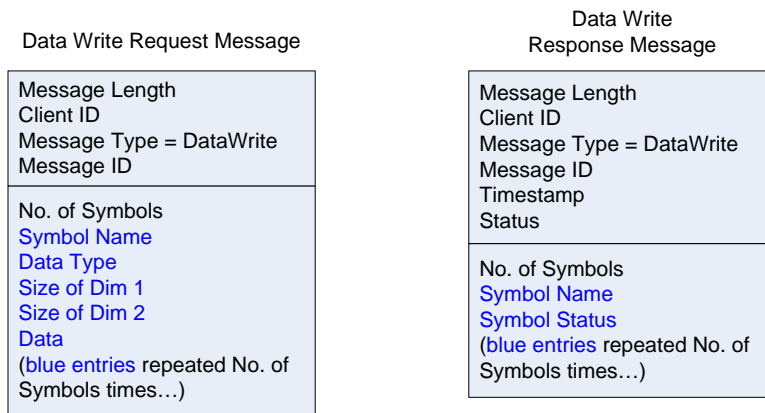 Data Write Request Message
Message Length
Client ID
Message Type = DataWrite
Message ID
No. of Symbols
Symbol Name
Data Type
Size of Dim 1
Size of Dim 2
Data
(blue entries repeated No. of
Symbols times…)
Data Write
Response Message
Message Length
Client ID
Message Type = DataWrite
Message ID
Timestamp
Status
No. of Symbols
Symbol Name
Symbol Status
(blue entries repeated No. of
Symbols times…)